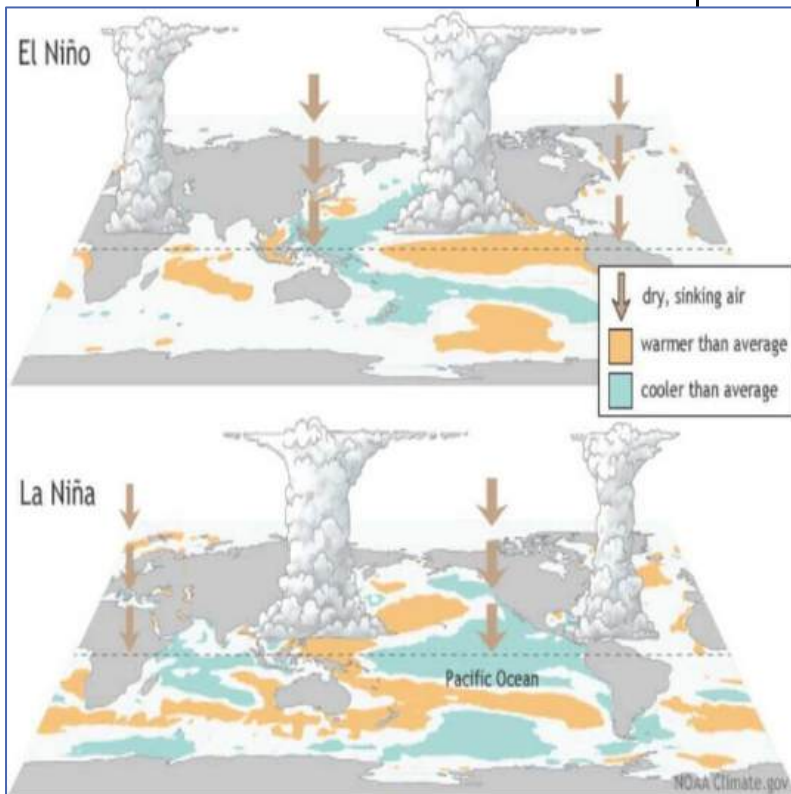 El Niño
dry, sinking air
warmer than average
cooler than average
La Niña
Pacific Ocean
NOAA Climate.gov